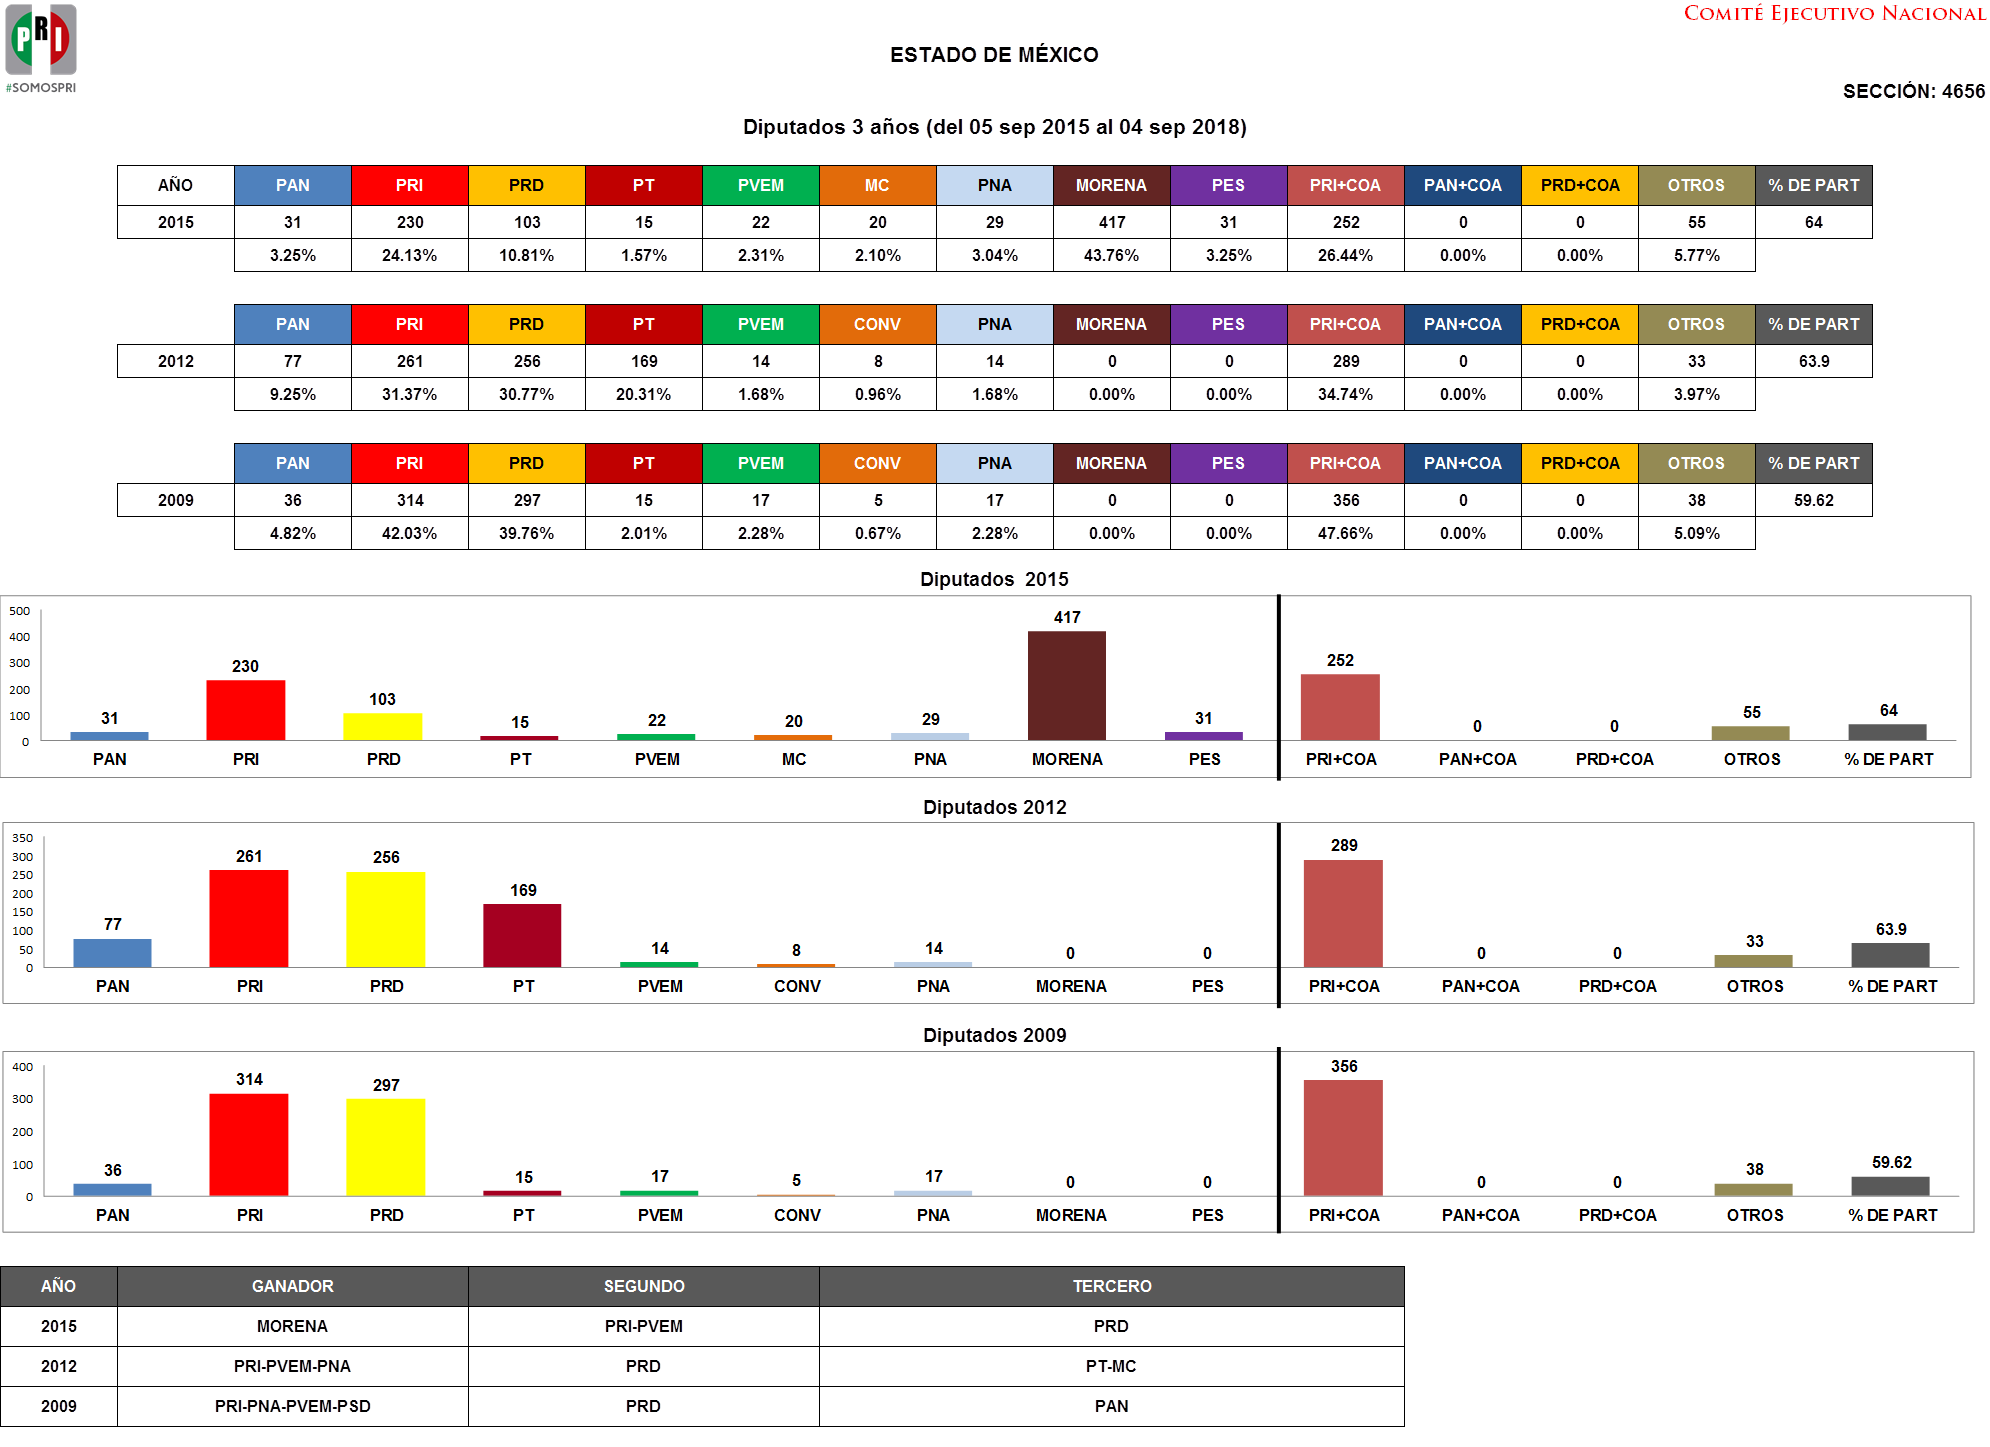 PRI
#SOMOSPRI
COMITÉ EJECUTIVO NACIONAL
ESTADO DE MÉXICO
SECCIÓN: 4656
Diputados 3 años (del 05 sep 2015 al 04 sep 2018)
AÑO PAN PRI PRD PT PVEM MC PNA MORENA PES PRI+COA PAN+COA PRD+COA OTROS % DE PART
2015 31 230 103 15 22 20 29 417 31 252 0 0 55 64
3.25% 24.13% 10.81% 1.57% 2.31% 2.10% 3.04% 43.76% 3.25% 26.44% 0.00% 0.00% 5.77%
PAN PRI PRD PT PVEM CONV PNA MORENA PES PRI+COA PAN+COA PRD+COA OTROS % DE PART
2012 77 261 256 169 14 8 14 0 0 289 0 0 33 63.9
9.25% 31.37% 30.77% 20.31% 1.68% 0.96% 1.68% 0.00% 0.00% 34.74% 0.00% 0.00% 3.97%
PAN PRI PRD PT PVEM CONV PNA MORENA PES PRI+COA PAN+COA PRD+COA OTROS % DE PART
2009 36 314 297 15 17 5 17 0 0 356 0 0 38 59.62
4.82% 42.03% 39.76% 2.01% 2.28% 0.67% 2.28% 0.00% 0.00% 47.66% 0.00% 0.00% 5.09%
Diputados 2015
500
400
300
200
100
0
31 230 103 15 22 20 29 417 31 252 0 0 55 64
PAN PRI PRD PT PVEM MC PNA MORENA PES PRI+COA PAN+COA PRD+COA OTROS % DE PART
Diputados 2012
350
300
250
200
150
100
50
0
77 261 256 169 14 8 14 0 0 289 0 0 33 63.9
PAN PRI PRD PT PVEM CONV PNA MORENA PES PRI+COA PAN+COA PRD+COA OTROS % DE PART
Diputados 2009
400
300
200
100
0
36 314 297 15 17 5 17 0 0 356 0 0 38 59.62
PAN PRI PRD PT PVEM CONV PNA MORENA PES PRI+COA PAN+COA PRD+COA OTROS % DE PART
AÑO GANADOR SEGUNDO TERCERO
2015 MORENA PRI-PVEM PRD
2012 PRI-PVEM-PNA PRD PT-MC
2009 PRI-PNA-PVEM-PSD PRD PAN